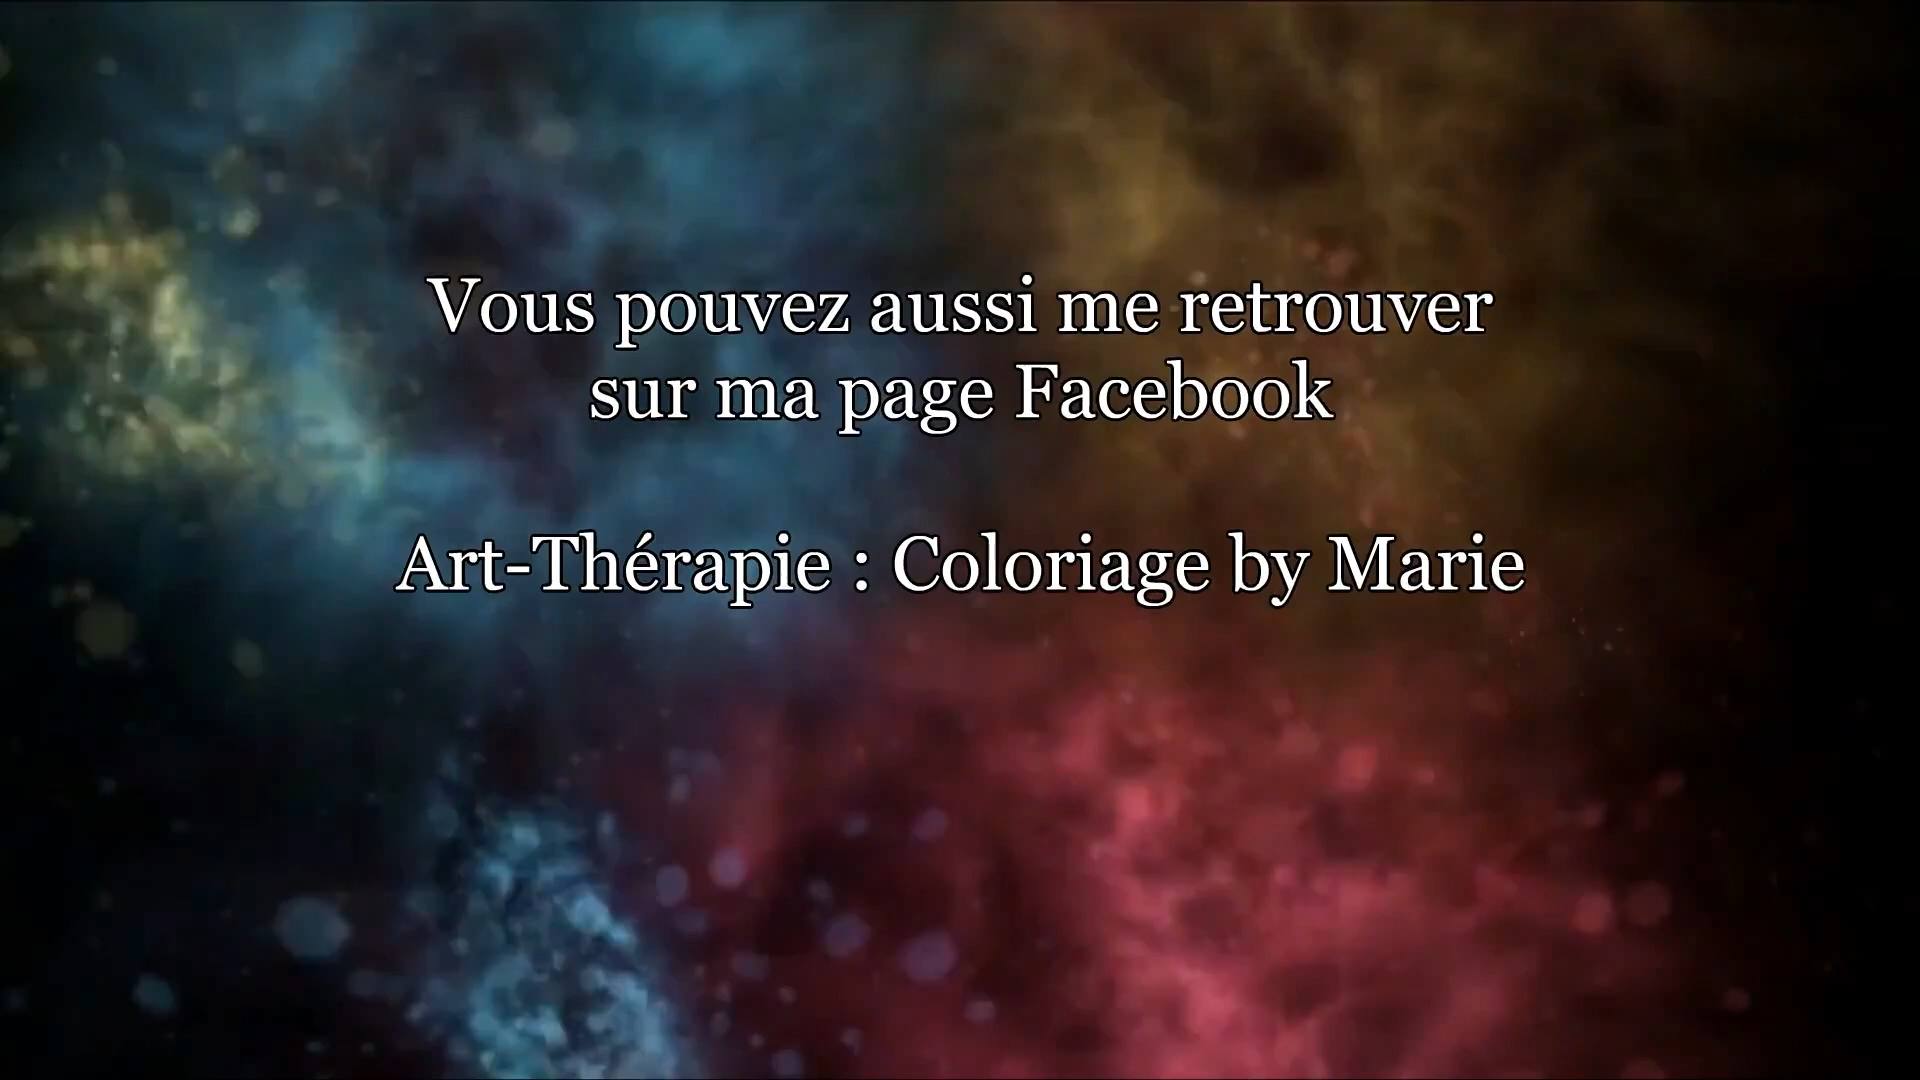 Vous pouvez aussi me retrouver
sur ma page Facebook
Art-Thérapie : Coloriage by Marie